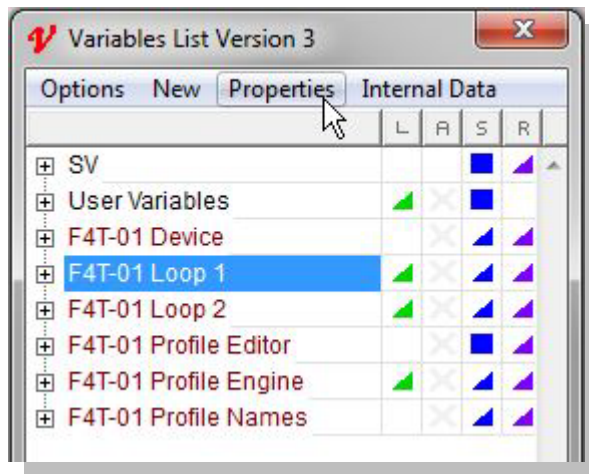 Variables List Version 3
Options New Properties Internal Data
L A S R
SV
User Variables
F4T-01 Device
F4T-01 Loop 1
F4T-01 Loop 2
F4T-01 Profile Editor
F4T-01 Profile Engine
F4T-01 Profile Names